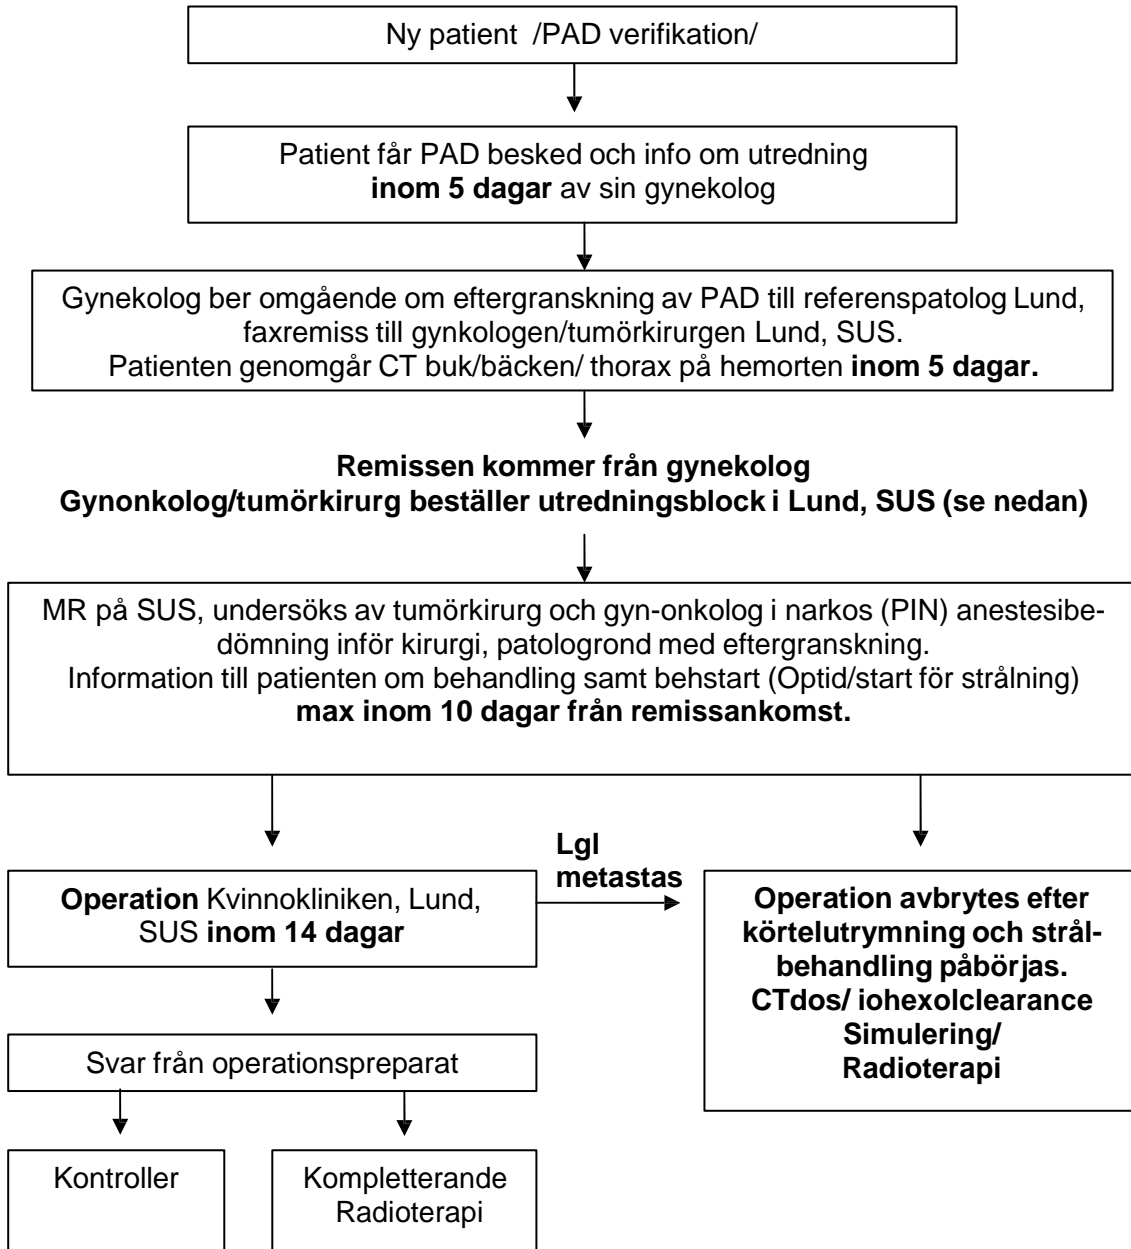 Ny patient /PAD verifikation/
Patient får PAD besked och info om utredning
inom 5 dagar av sin gynekolog
Gynekolog ber omgående om eftergranskning av PAD till referenspatolog Lund,
faxremiss till gynkologen/tumörkirurgen Lund, SUS.
Patienten genomgår CT buk/bäcken/ thorax på hemorten inom 5 dagar.
Remissen kommer från gynekolog
Gynonkolog/tumörkirurg beställer utredningsblock i Lund, SUS (se nedan)
MR på SUS, undersöks av tumörkirurg och gyn-onkolog i narkos (PIN) anestesibe-
dömning inför kirurgi, patologrond med eftergranskning.
Information till patienten om behandling samt behstart (Optid/start för strålning)
max inom 10 dagar från remissankomst.
Lgl
metastas
Operation Kvinnokliniken, Lund,
SUS inom 14 dagar
Operation avbrytes efter
körtelutrymning och strål-
behandling påbörjas.
CTdos/ iohexolclearance
Simulering/
Radioterapi
Svar från operationspreparat
Kontroller
Kompletterande
Radioterapi